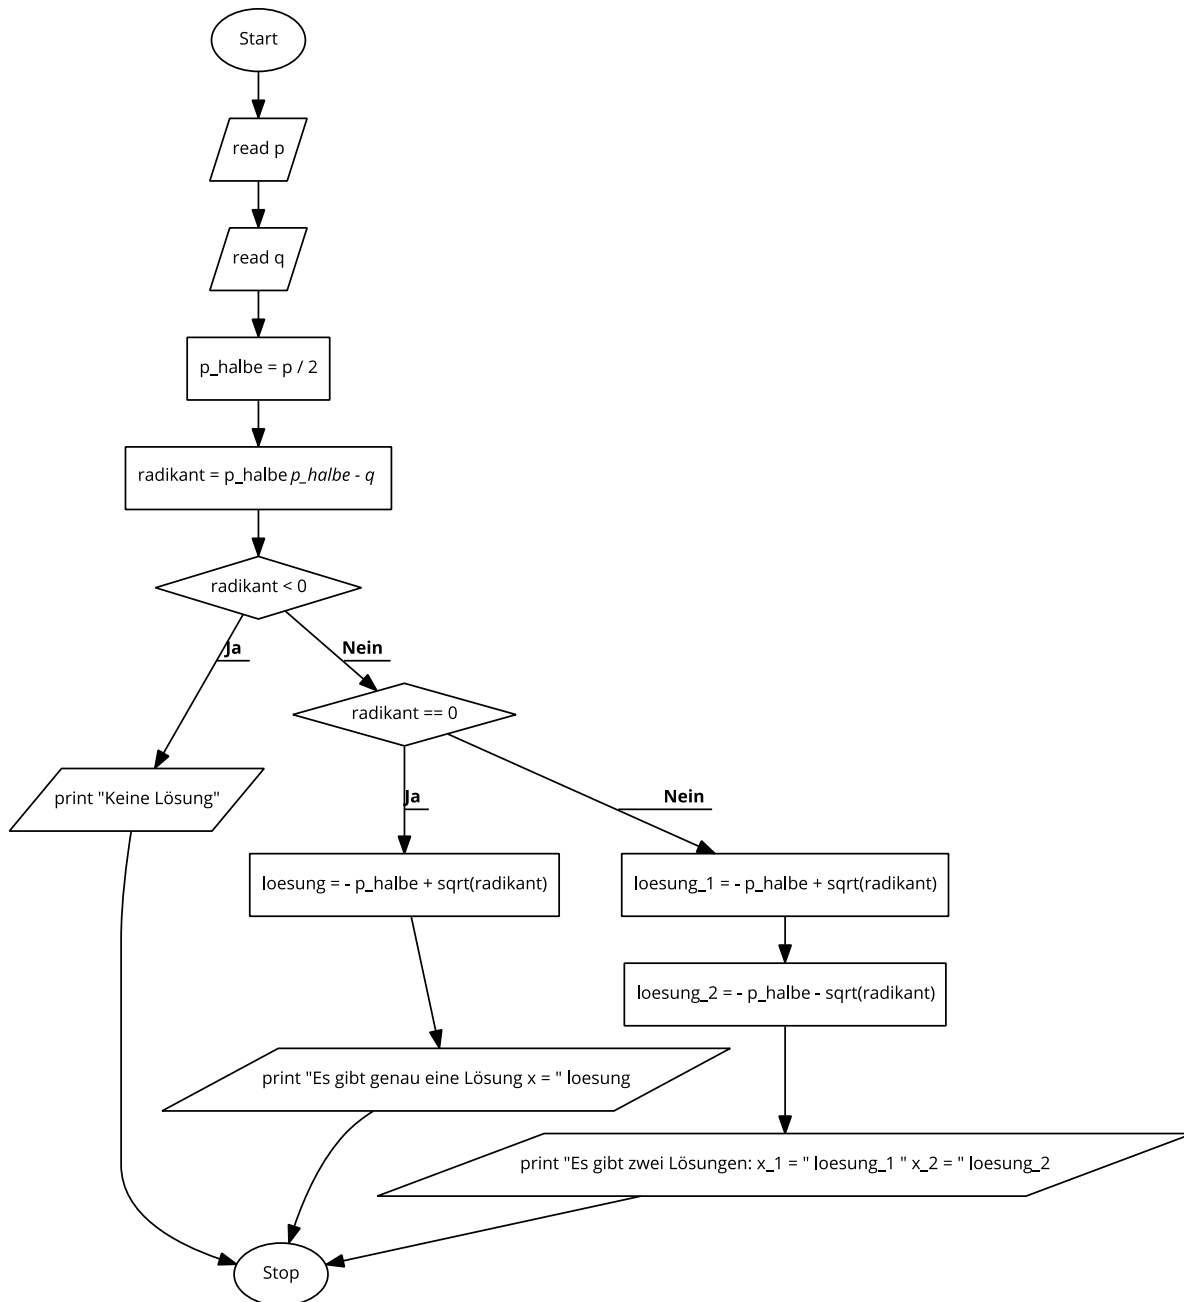 Start
read p
read q
p_halbe = p / 2
radikant = p_halbe p_halbe - q
radikant < 0
Ja
Nein
radikant == 0
print "Keine Lösung"
Ja
Nein
loesung = - p_halbe + sqrt(radikant)
loesung_1 = - p_halbe + sqrt(radikant)
loesung_2 = - p_halbe - sqrt(radikant)
print "Es gibt genau eine Lösung x = " loesung
print "Es gibt zwei Lösungen: x_1 = " loesung_1 " x_2 = " loesung_2
Stop